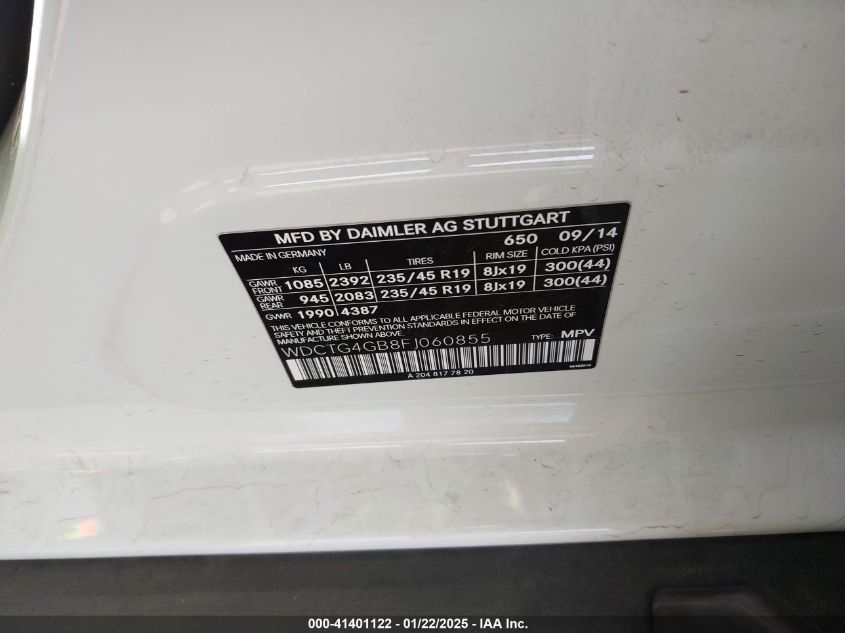 MFD BY DAIMLER AG STUTTGART
MADE IN GERMANY 650 09/14
KG LB TIRES RIM SIZE COLD KPA (PSI)
GAWR FRONT 1085 2392 235/45 R19 8Jx19 300(44)
GAWR REAR 945 2083 235/45 R19 8Jx19 300(44)
GVWR 1990 4387
THIS VEHICLE CONFORMS TO ALL APPLICABLE FEDERAL MOTOR VEHICLE
SAFETY AND THEFT PREVENTION STANDARDS IN EFFECT ON THE DATE OF
MANUFACTURE SHOWN ABOVE. TYPE: MPV
WDCTG4GB8FJ060855
A 204 817 78 20
000-41401122 - 01/22/2025 - IAA Inc.